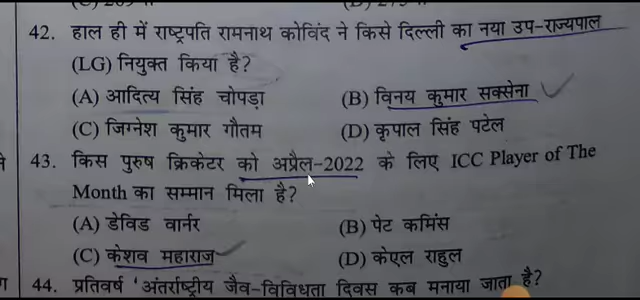 42. हाल ही में राष्ट्रपति रामनाथ कोविंद ने किसे दिल्ली का नया उप-राज्यपाल
(LG) नियुक्त किया है?
(A) आदित्य सिंह चोपड़ा (B) विनय कुमार सक्सेना
(C) जिग्नेश कुमार गौतम (D) कृपाल सिंह पटेल
43. किस पुरुष क्रिकेटर को अप्रैल-2022 के लिए ICC Player of The
Month का सम्मान मिला है?
(A) डेविड वार्नर (B) पेट कमिंस
(C) केशव महाराज (D) केएल राहुल
44. प्रतिवर्ष 'अंतर्राष्ट्रीय जैव-विविधता दिवस कब मनाया जाता है?